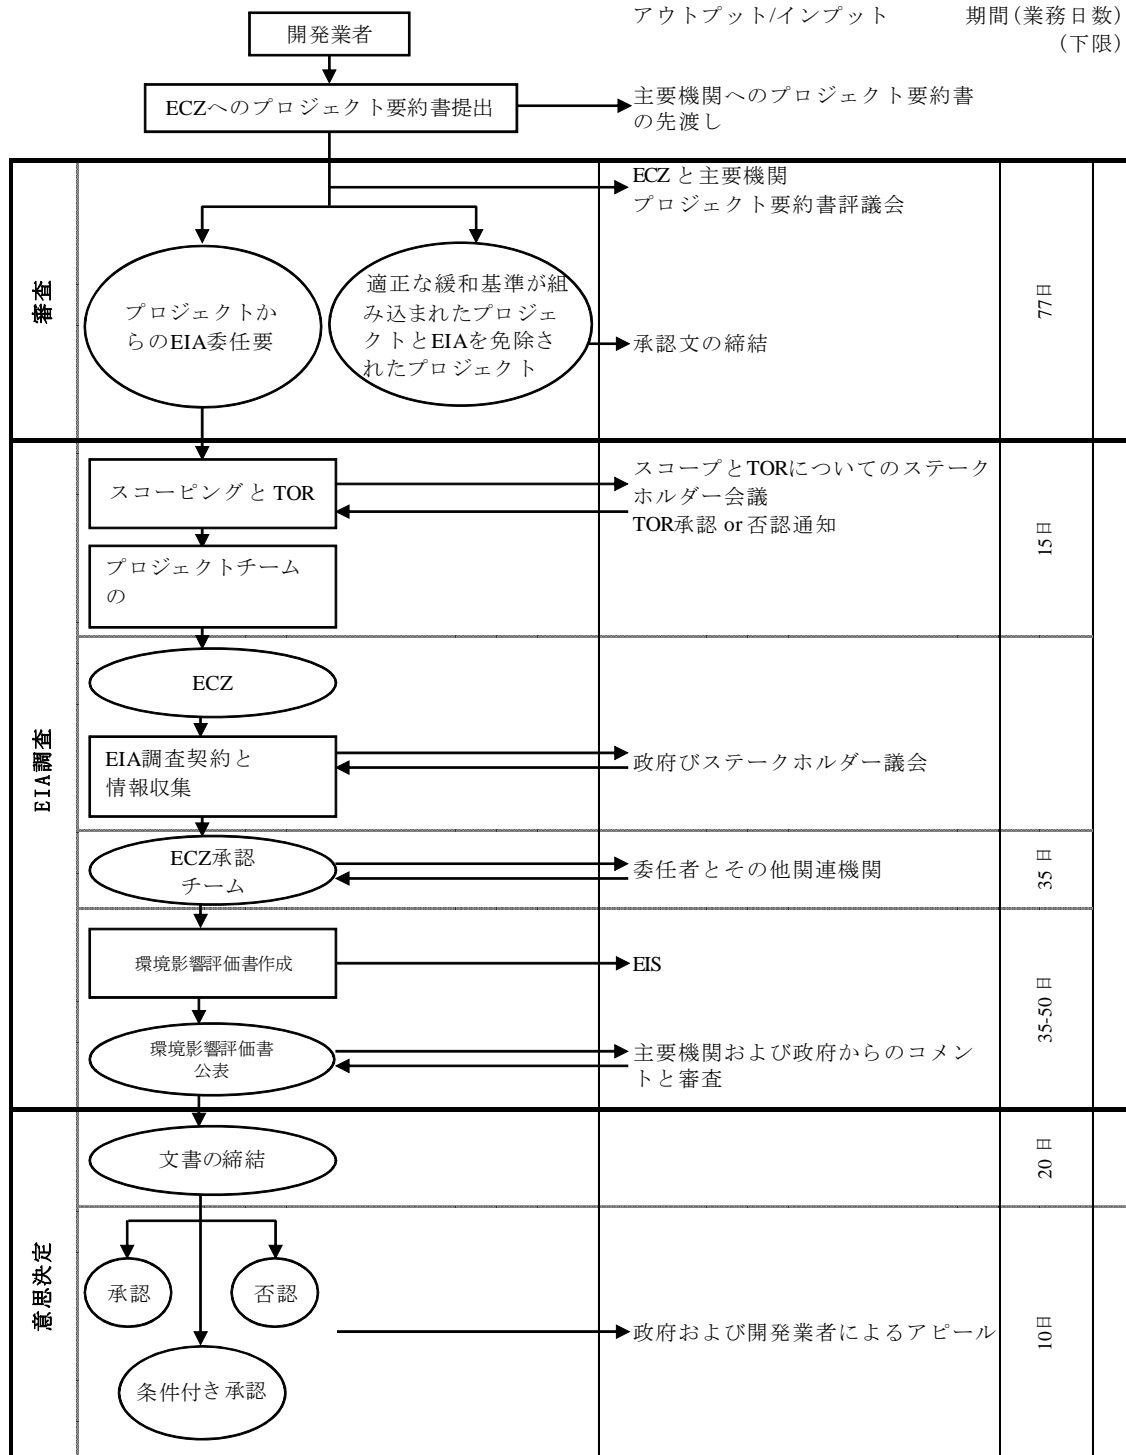 アウトプット/インプット 期間(業務日数)
(下限)
開発業者
ECZへのプロジェクト要約書提出
主要機関へのプロジェクト要約書
の先渡し
審査
ECZ と主要機関
プロジェクト要約書評議会
プロジェクトか
らのEIA委任要
適正な緩和基準が組
み込まれたプロジェ
クトとEIAを免除さ
れたプロジェクト
承認文の締結
77日
EIA調査
スコーピングと TOR
スコープとTORについてのステーク
ホルダー会議
TOR承認 or 否認通知
15日
プロジェクトチーム
の
ECZ
EIA調査契約と
情報収集
政府びステークホルダー議会
ECZ承認
チーム
委任者とその他関連機関
35 日
環境影響評価書作成
EIS
35-50 日
環境影響評価書
公表
主要機関および政府からのコメン
トと審査
意思決定
文書の締結
20 日
承認
否認
政府および開発業者によるアピール
10日
条件付き承認